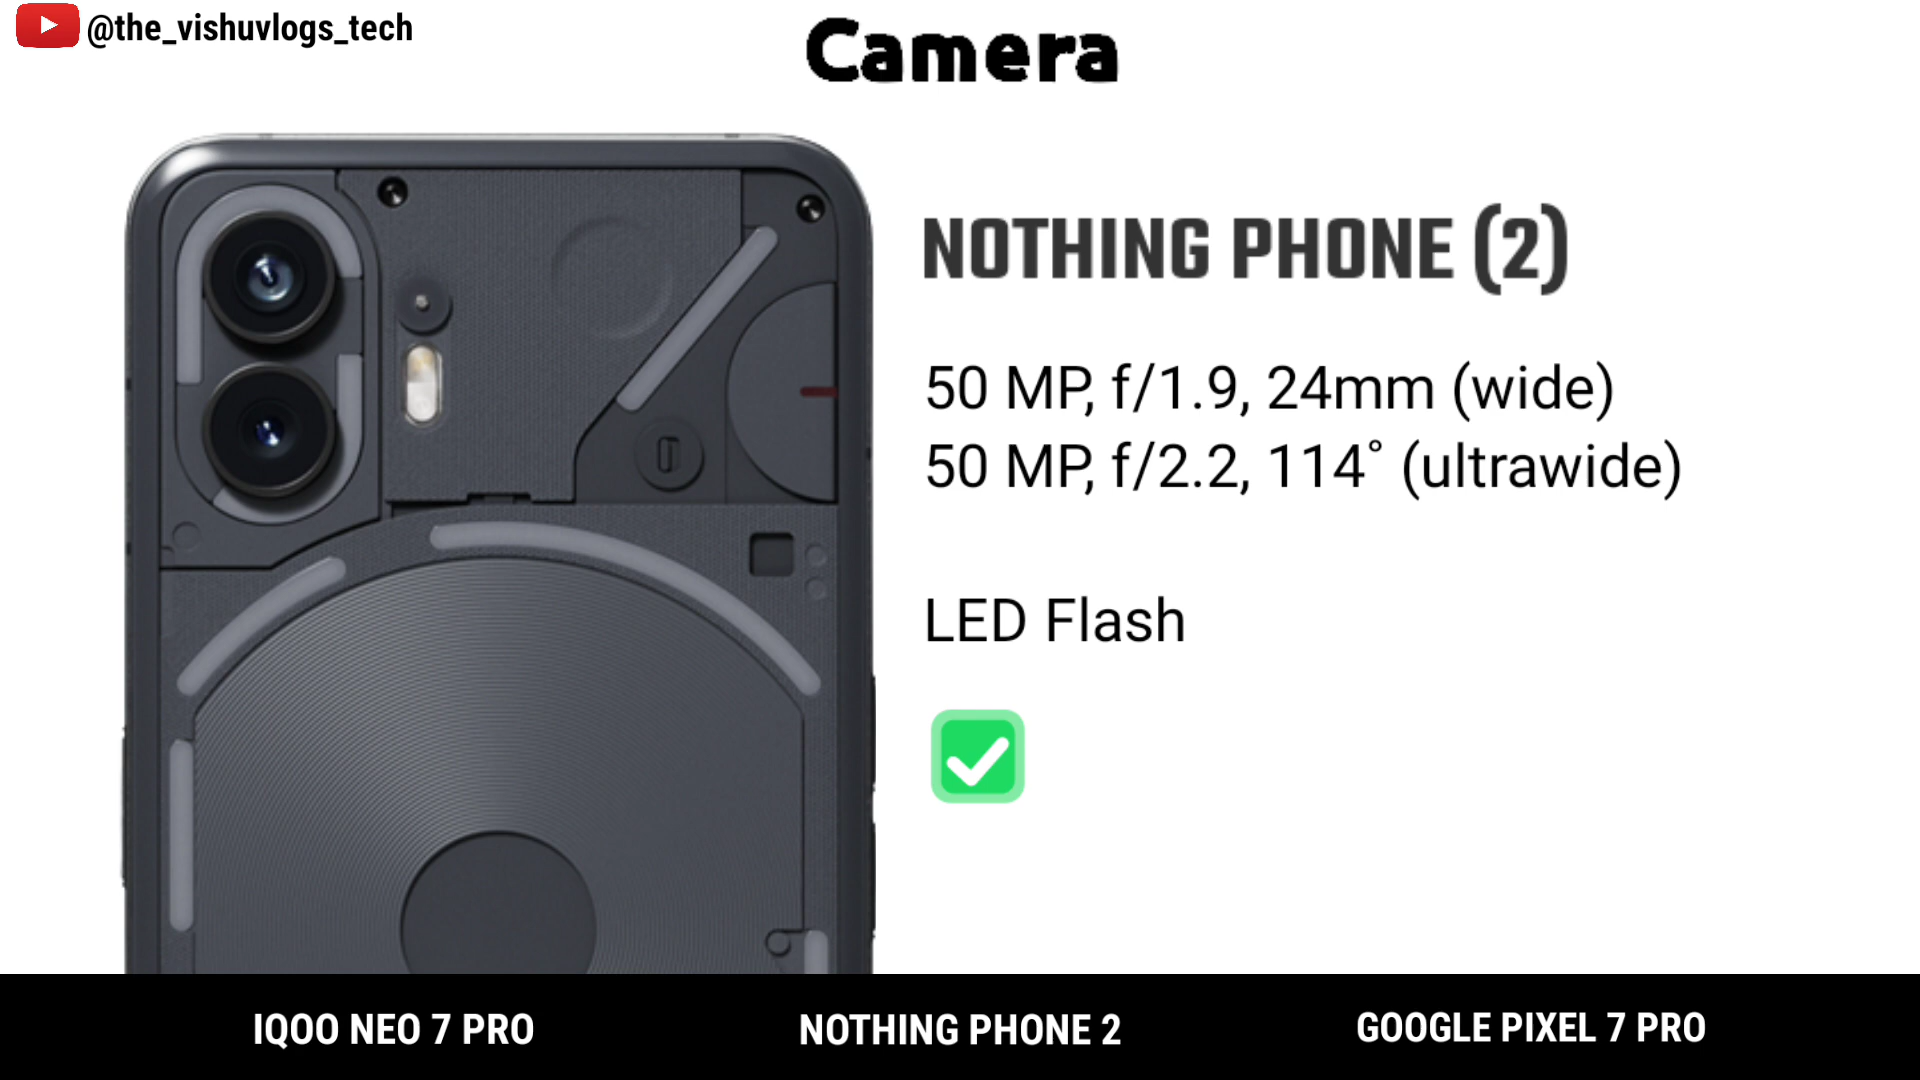 @the_vishuvlogs_tech
Camera
NOTHING PHONE (2)
50 MP, f/1.9, 24mm (wide)
50 MP, f/2.2, 114˚ (ultrawide)
LED Flash
IQOO NEO 7 PRO
NOTHING PHONE 2
GOOGLE PIXEL 7 PRO